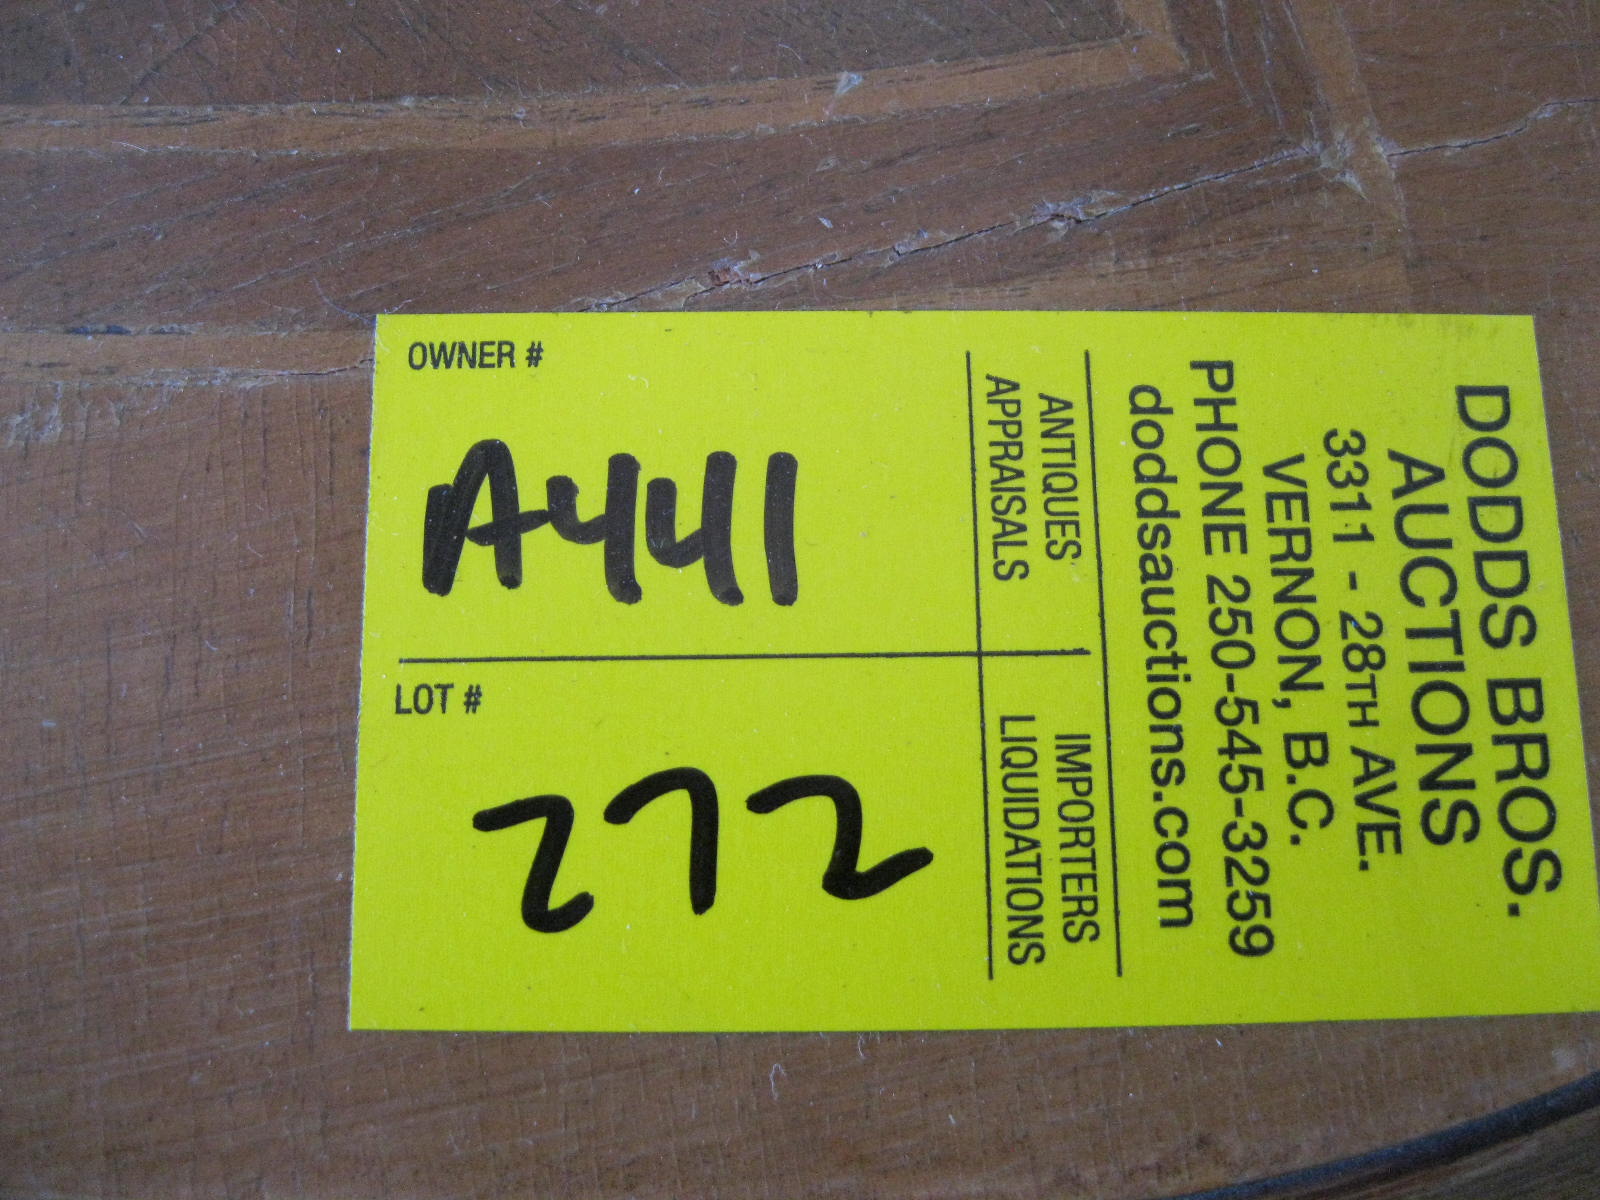 DODDS BROS.
AUCTIONS
3311 - 28TH AVE.
VERNON, B.C.
PHONE 250-545-3259
doddsauctions.com
ANTIQUES IMPORTERS
APPRAISALS LIQUIDATIONS
OWNER #
A441
LOT #
272